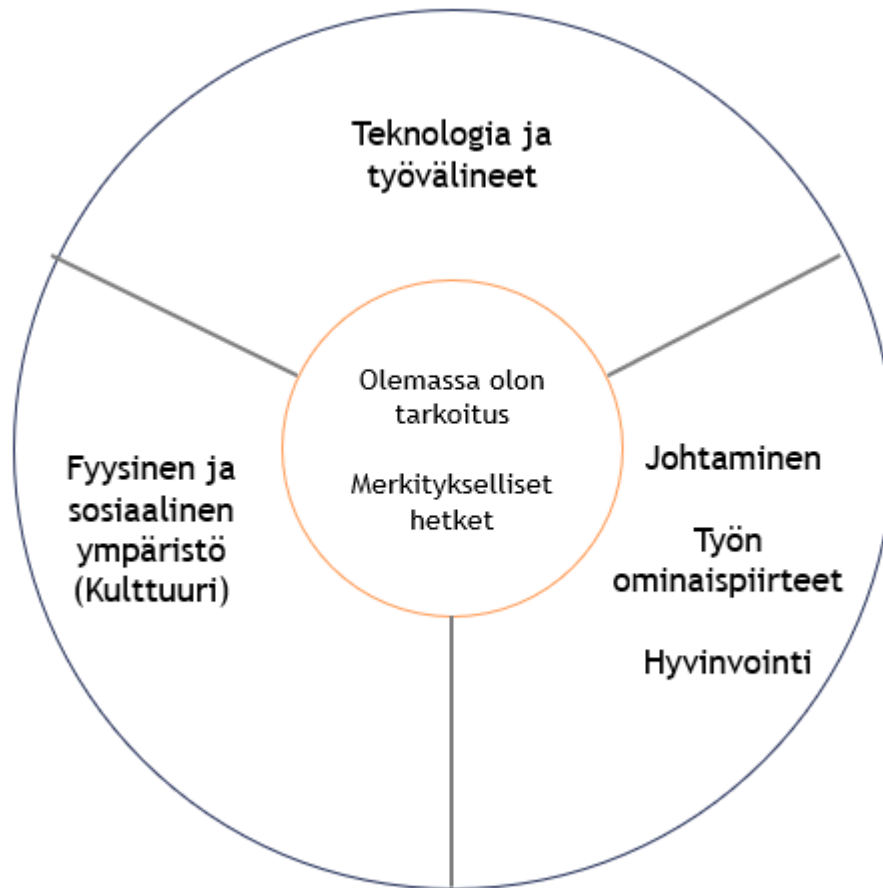 Teknologia ja
työvälineet
Olemassa olon
tarkoitus
Merkitykselliset
hetket
Fyysinen ja
sosiaalinen
ympäristö
(Kulttuuri)
Johtaminen
Työn
ominaispiirteet
Hyvinvointi